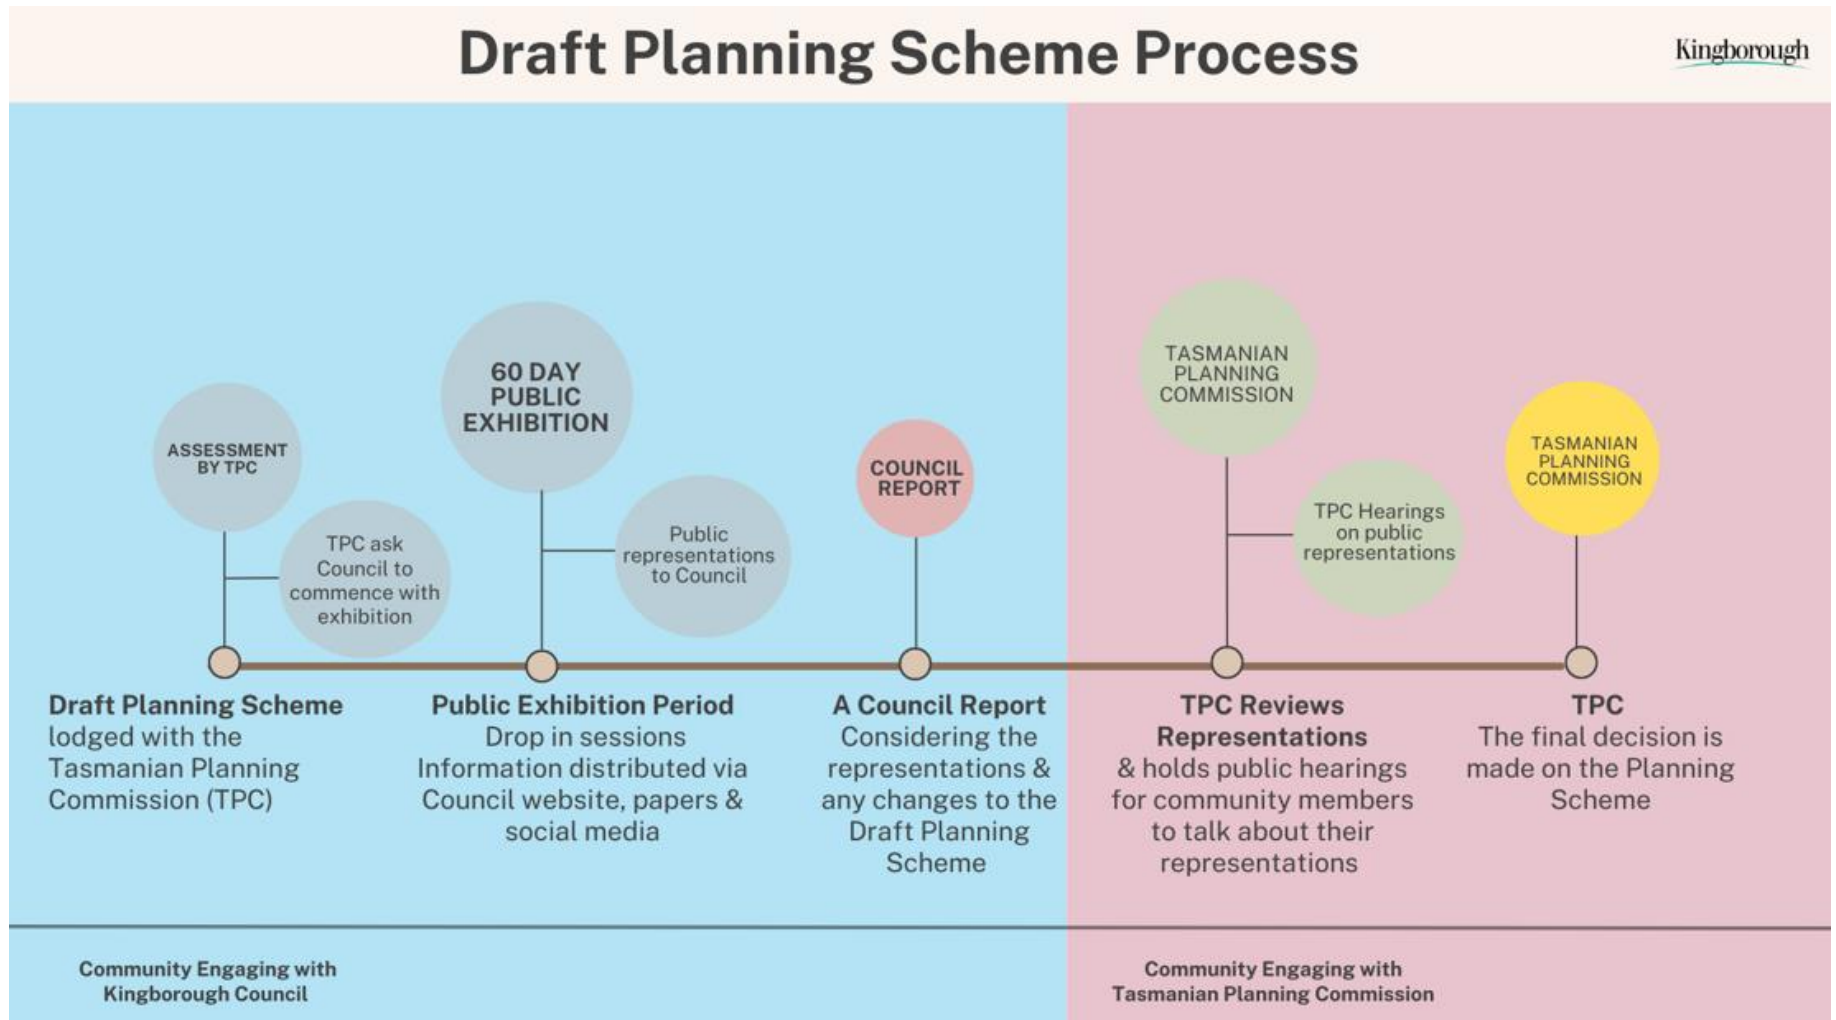 Draft Planning Scheme Process
Kingborough
ASSESSMENT
BY TPC
TPC ask
Council to
commence with
exhibition
60 DAY
PUBLIC
EXHIBITION
Public
representations
to Council
COUNCIL
REPORT
TASMANIAN
PLANNING
COMMISSION
TPC Hearings
on public
representations
TASMANIAN
PLANNING
COMMISSION
Draft Planning Scheme
lodged with the
Tasmanian Planning
Commission (TPC)
Public Exhibition Period
Drop in sessions
Information distributed via
Council website, papers &
social media
A Council Report
Considering the
representations &
any changes to the
Draft Planning
Scheme
TPC Reviews
Representations
& holds public hearings
for community members
to talk about their
representations
TPC
The final decision is
made on the Planning
Scheme
Community Engaging with
Kingborough Council
Community Engaging with
Tasmanian Planning Commission